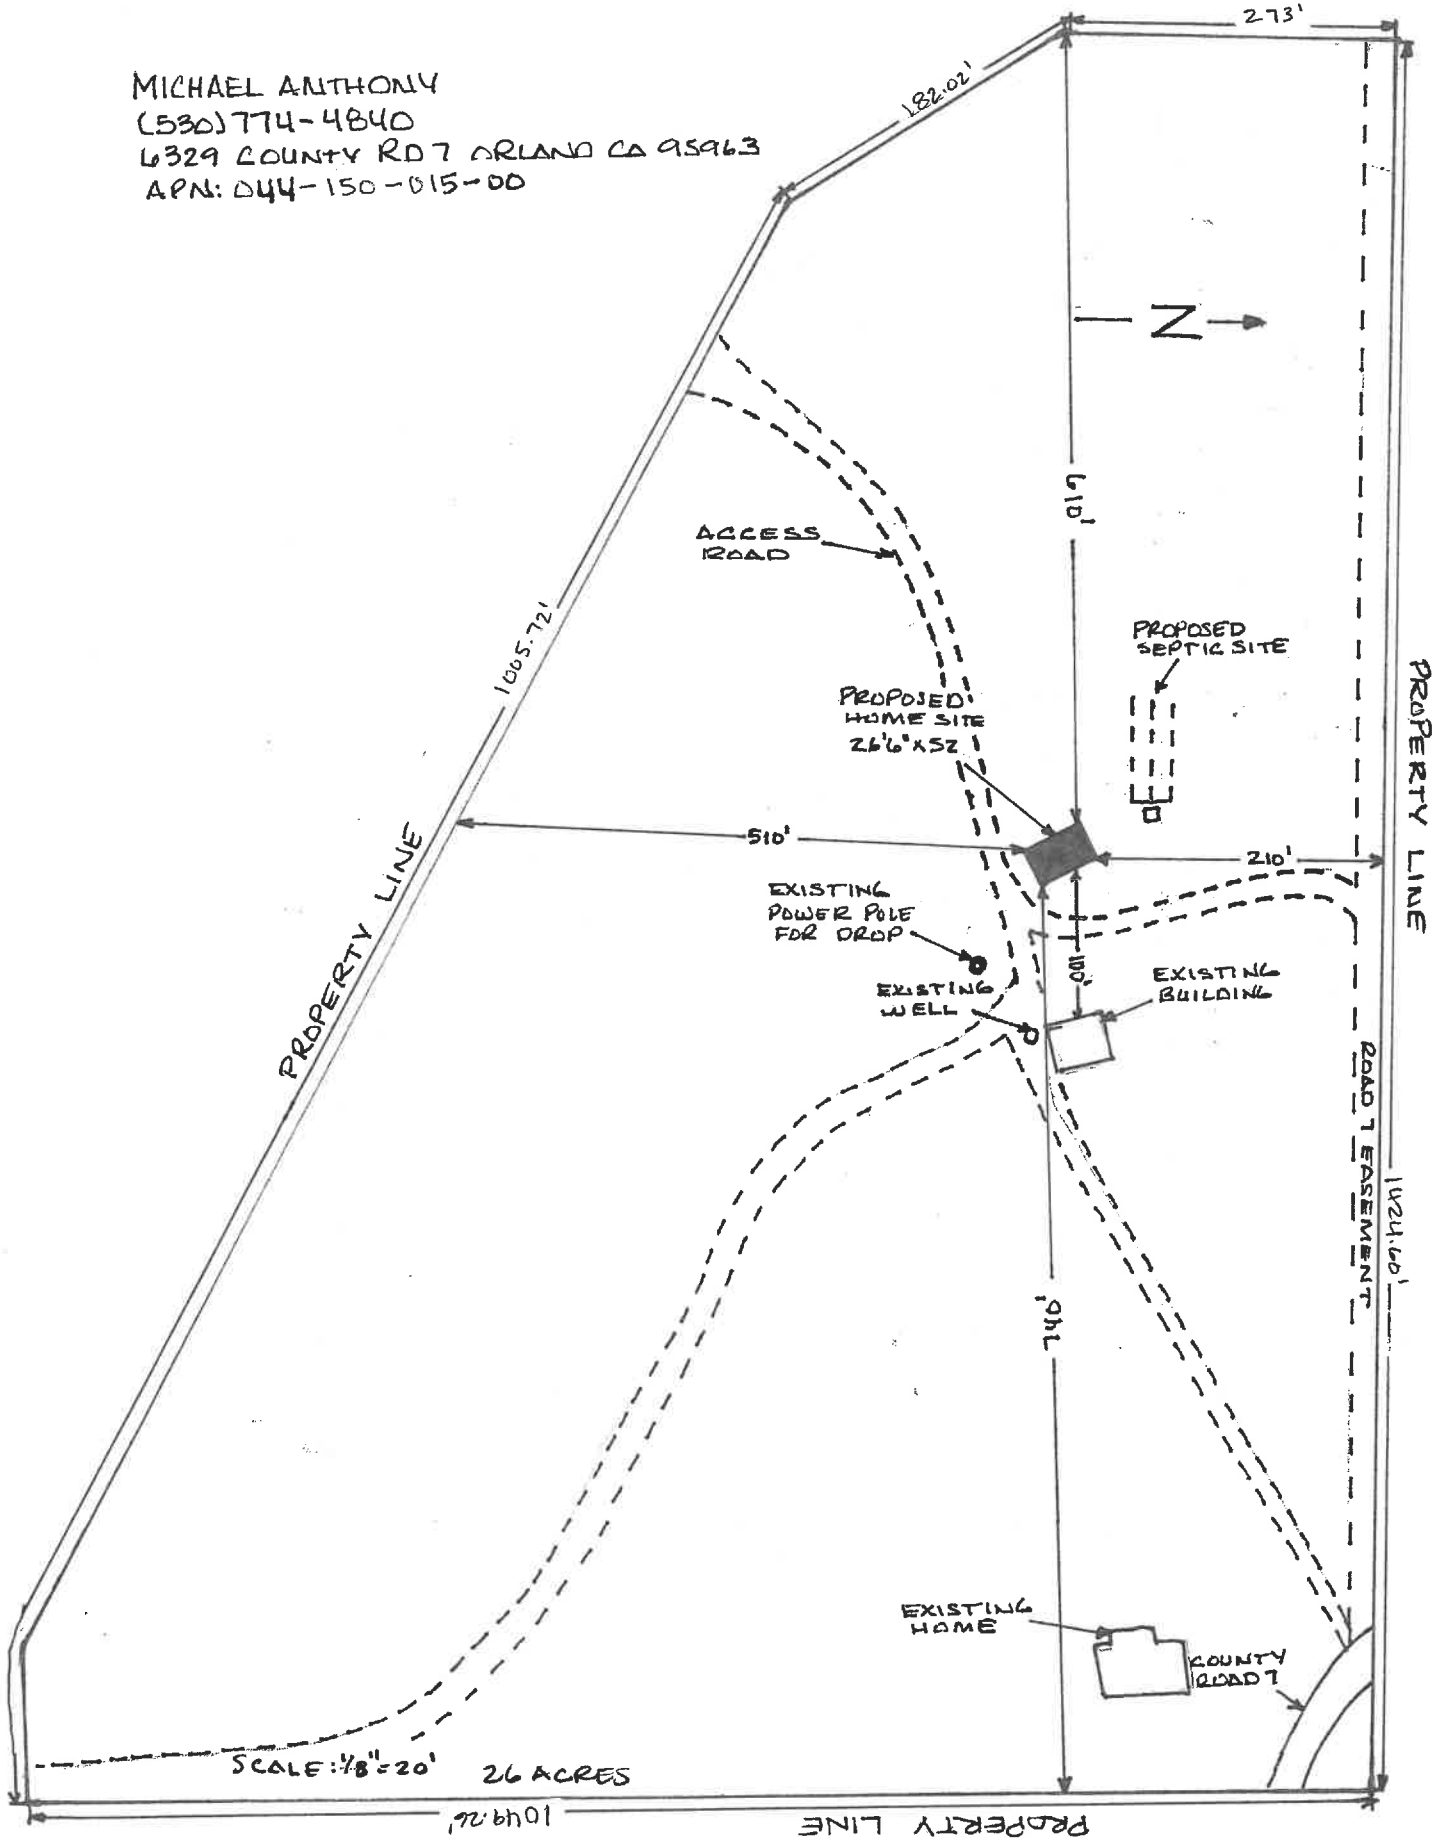 273'
182.02'
MICHAEL ANTHONY
(530) 774-4840
6329 COUNTY RD 7 ORLAND CA 95963
APN: 044-150-015-00
N
610'
ACCESS
ROAD
1005.72'
PROPOSED
SEPTIC SITE
PROPOSED
HOME SITE
26'6" X 52
PROPERTY LINE
510'
210'
PROPERTY LINE
EXISTING
POWER POLE
FOR DROP
100'
EXISTING
WELL
EXISTING
BUILDING
ROAD 7 EASEMENT
1424.60'
746'
EXISTING
HOME
COUNTY
ROAD 7
SCALE: 1/8" = 20'
26 ACRES
1049.26'
PROPERTY LINE